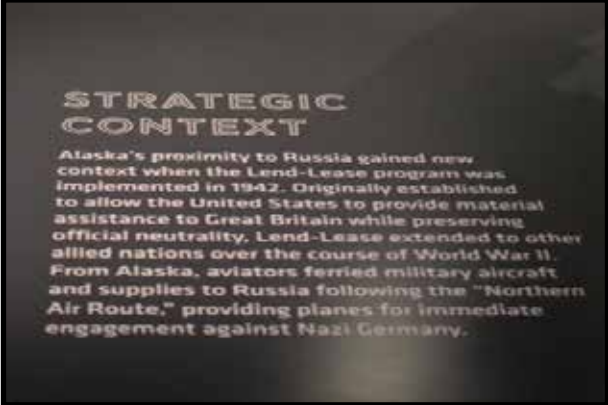 STRATEGIC
CONTEXT
Alaska's proximity to Russia gained new
context when the Lend-Lease program was
implemented in 1942. Originally established
to allow the United States to provide material
assistance to Great Britain while preserving
official neutrality, Lend-Lease extended to other
allied nations over the course of World War II.
From Alaska, aviators ferried military aircraft
and supplies to Russia following the "Northern
Air Route," providing planes for immediate
engagement against Nazi Germany.